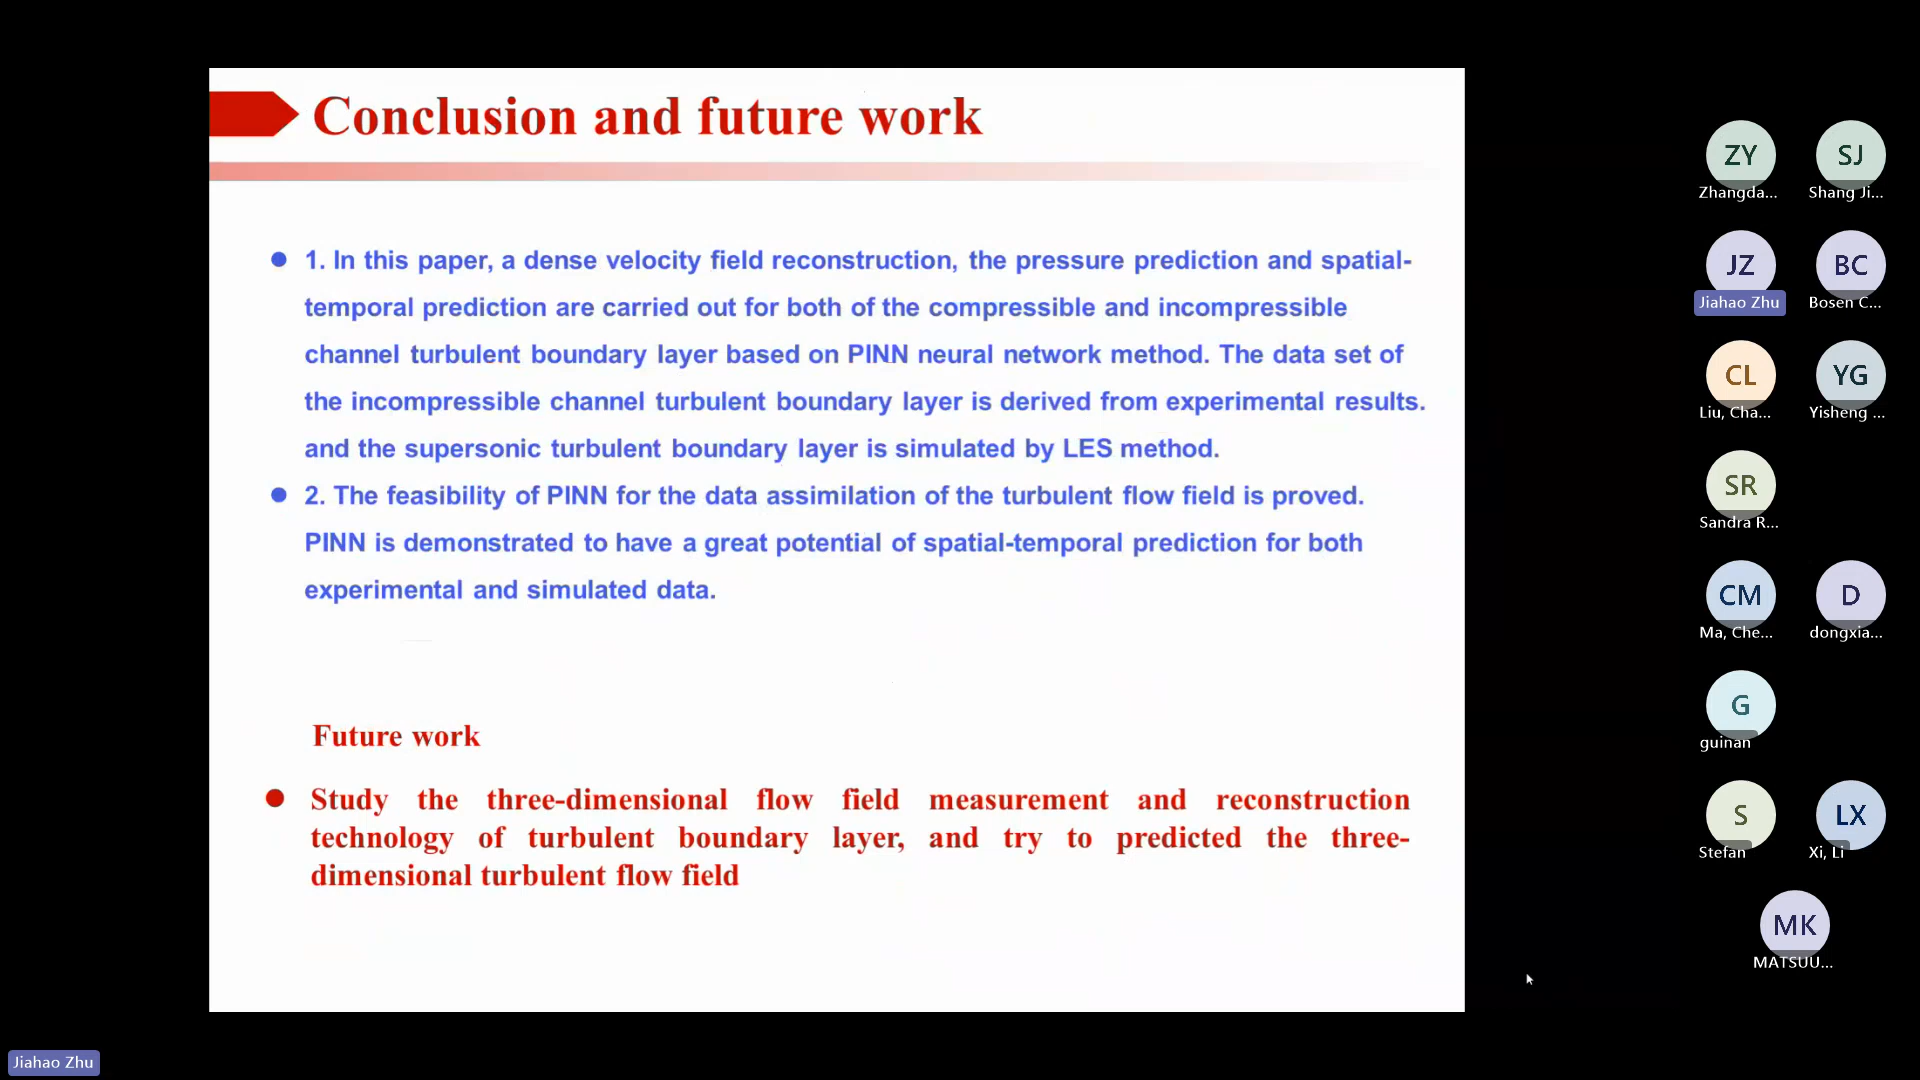 Conclusion and future work
1. In this paper, a dense velocity field reconstruction, the pressure prediction and spatial-
temporal prediction are carried out for both of the compressible and incompressible
channel turbulent boundary layer based on PINN neural network method. The data set of
the incompressible channel turbulent boundary layer is derived from experimental results.
and the supersonic turbulent boundary layer is simulated by LES method.
2. The feasibility of PINN for the data assimilation of the turbulent flow field is proved.
PINN is demonstrated to have a great potential of spatial-temporal prediction for both
experimental and simulated data.
Future work
Study the three-dimensional flow field measurement and reconstruction
technology of turbulent boundary layer, and try to predicted the three-
dimensional turbulent flow field
ZY
Zhangda...
SJ
Shang Ji...
JZ
Jiahao Zhu
BC
Bosen C...
CL
Liu, Cha...
YG
Yisheng ...
SR
Sandra R...
CM
Ma, Che...
D
dongxia...
G
guinan
S
Stefan
LX
Xi, Li
MK
MATSUU...
Jiahao Zhu